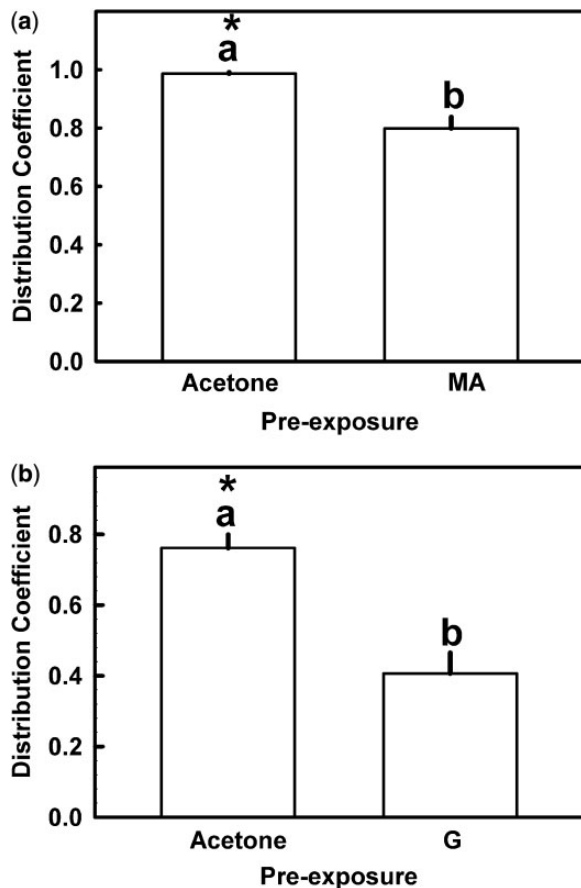 (a)
*
a
b
1.0
0.8
0.6
0.4
0.2
0.0
Distribution Coefficient
Acetone MA
Pre-exposure
(b)
*
a
b
0.8
0.6
0.4
0.2
0.0
Distribution Coefficient
Acetone G
Pre-exposure